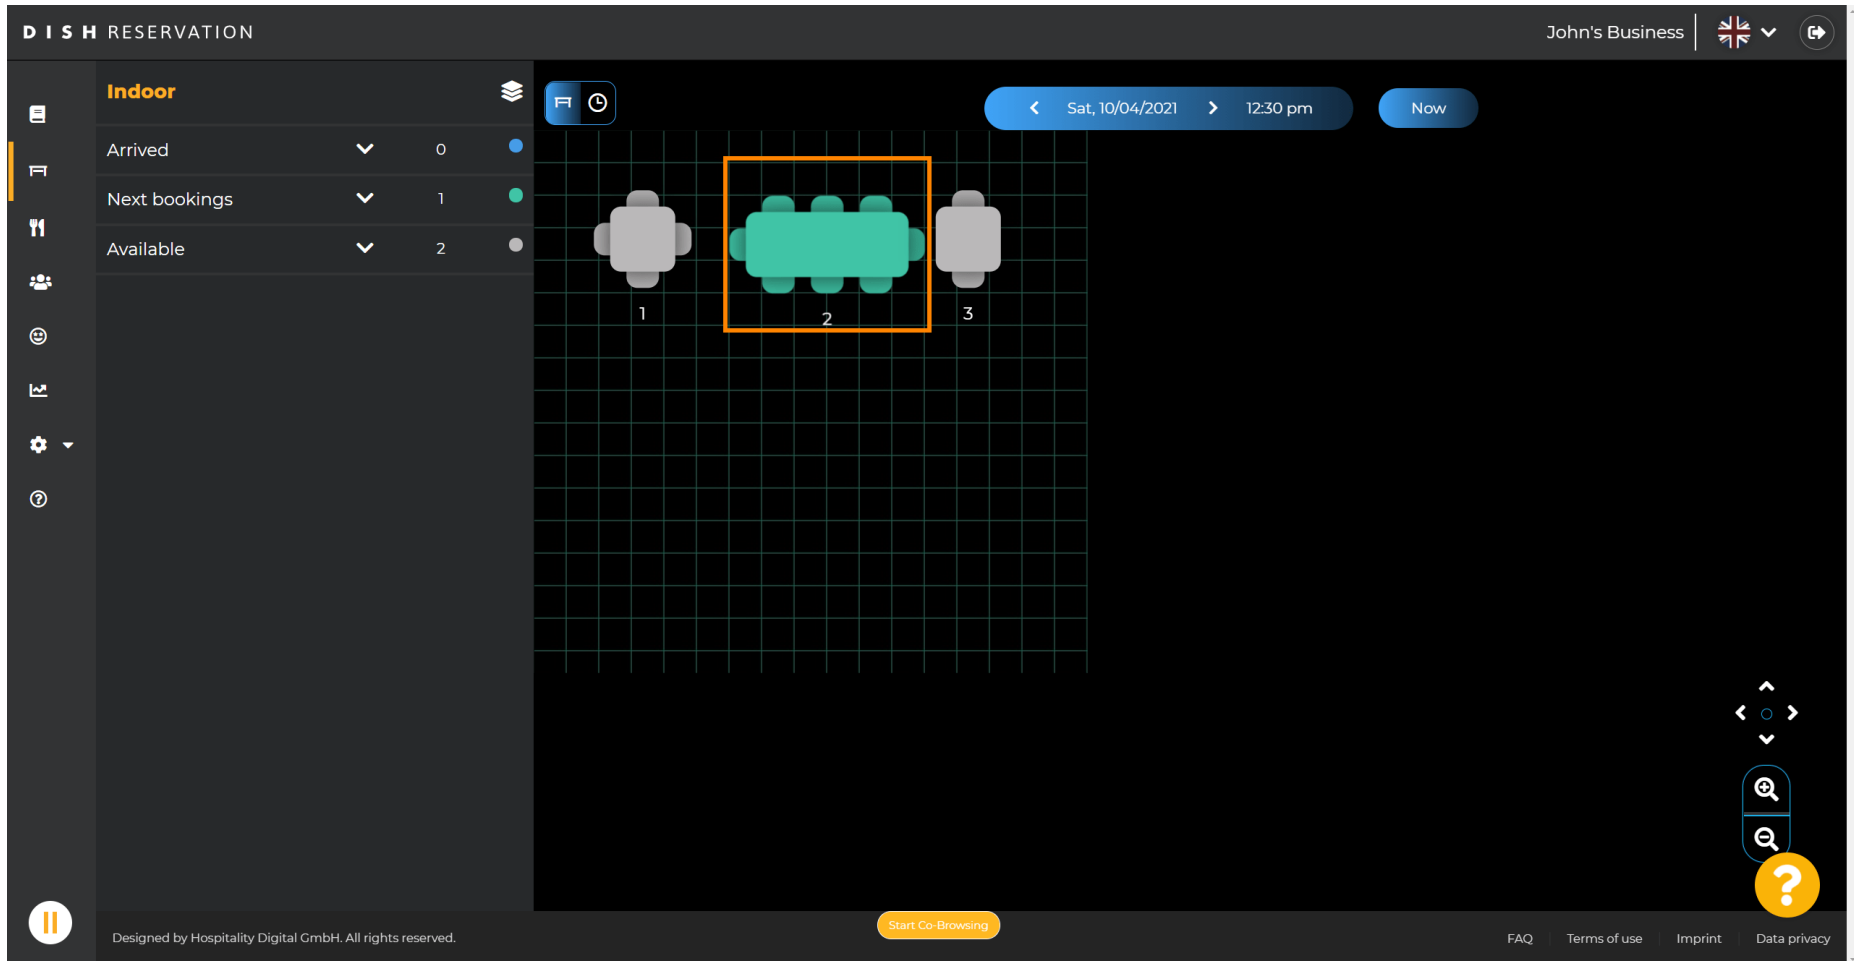 DISH RESERVATION
John's Business
Indoor
Arrived 0
Next bookings 1
Available 2
Sat, 10/04/2021 12:30 pm
Now
1
2
3
Start Co-Browsing
Designed by Hospitality Digital GmbH. All rights reserved.
FAQ Terms of use Imprint Data privacy